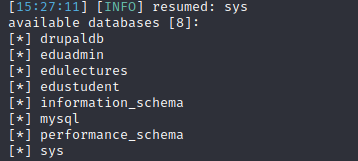 [15:27:11] [INFO] resumed: sys
available databases [8]:
[*] drupaldb
[*] eduadmin
[*] edulectures
[*] edustudent
[*] information_schema
[*] mysql
[*] performance_schema
[*] sys